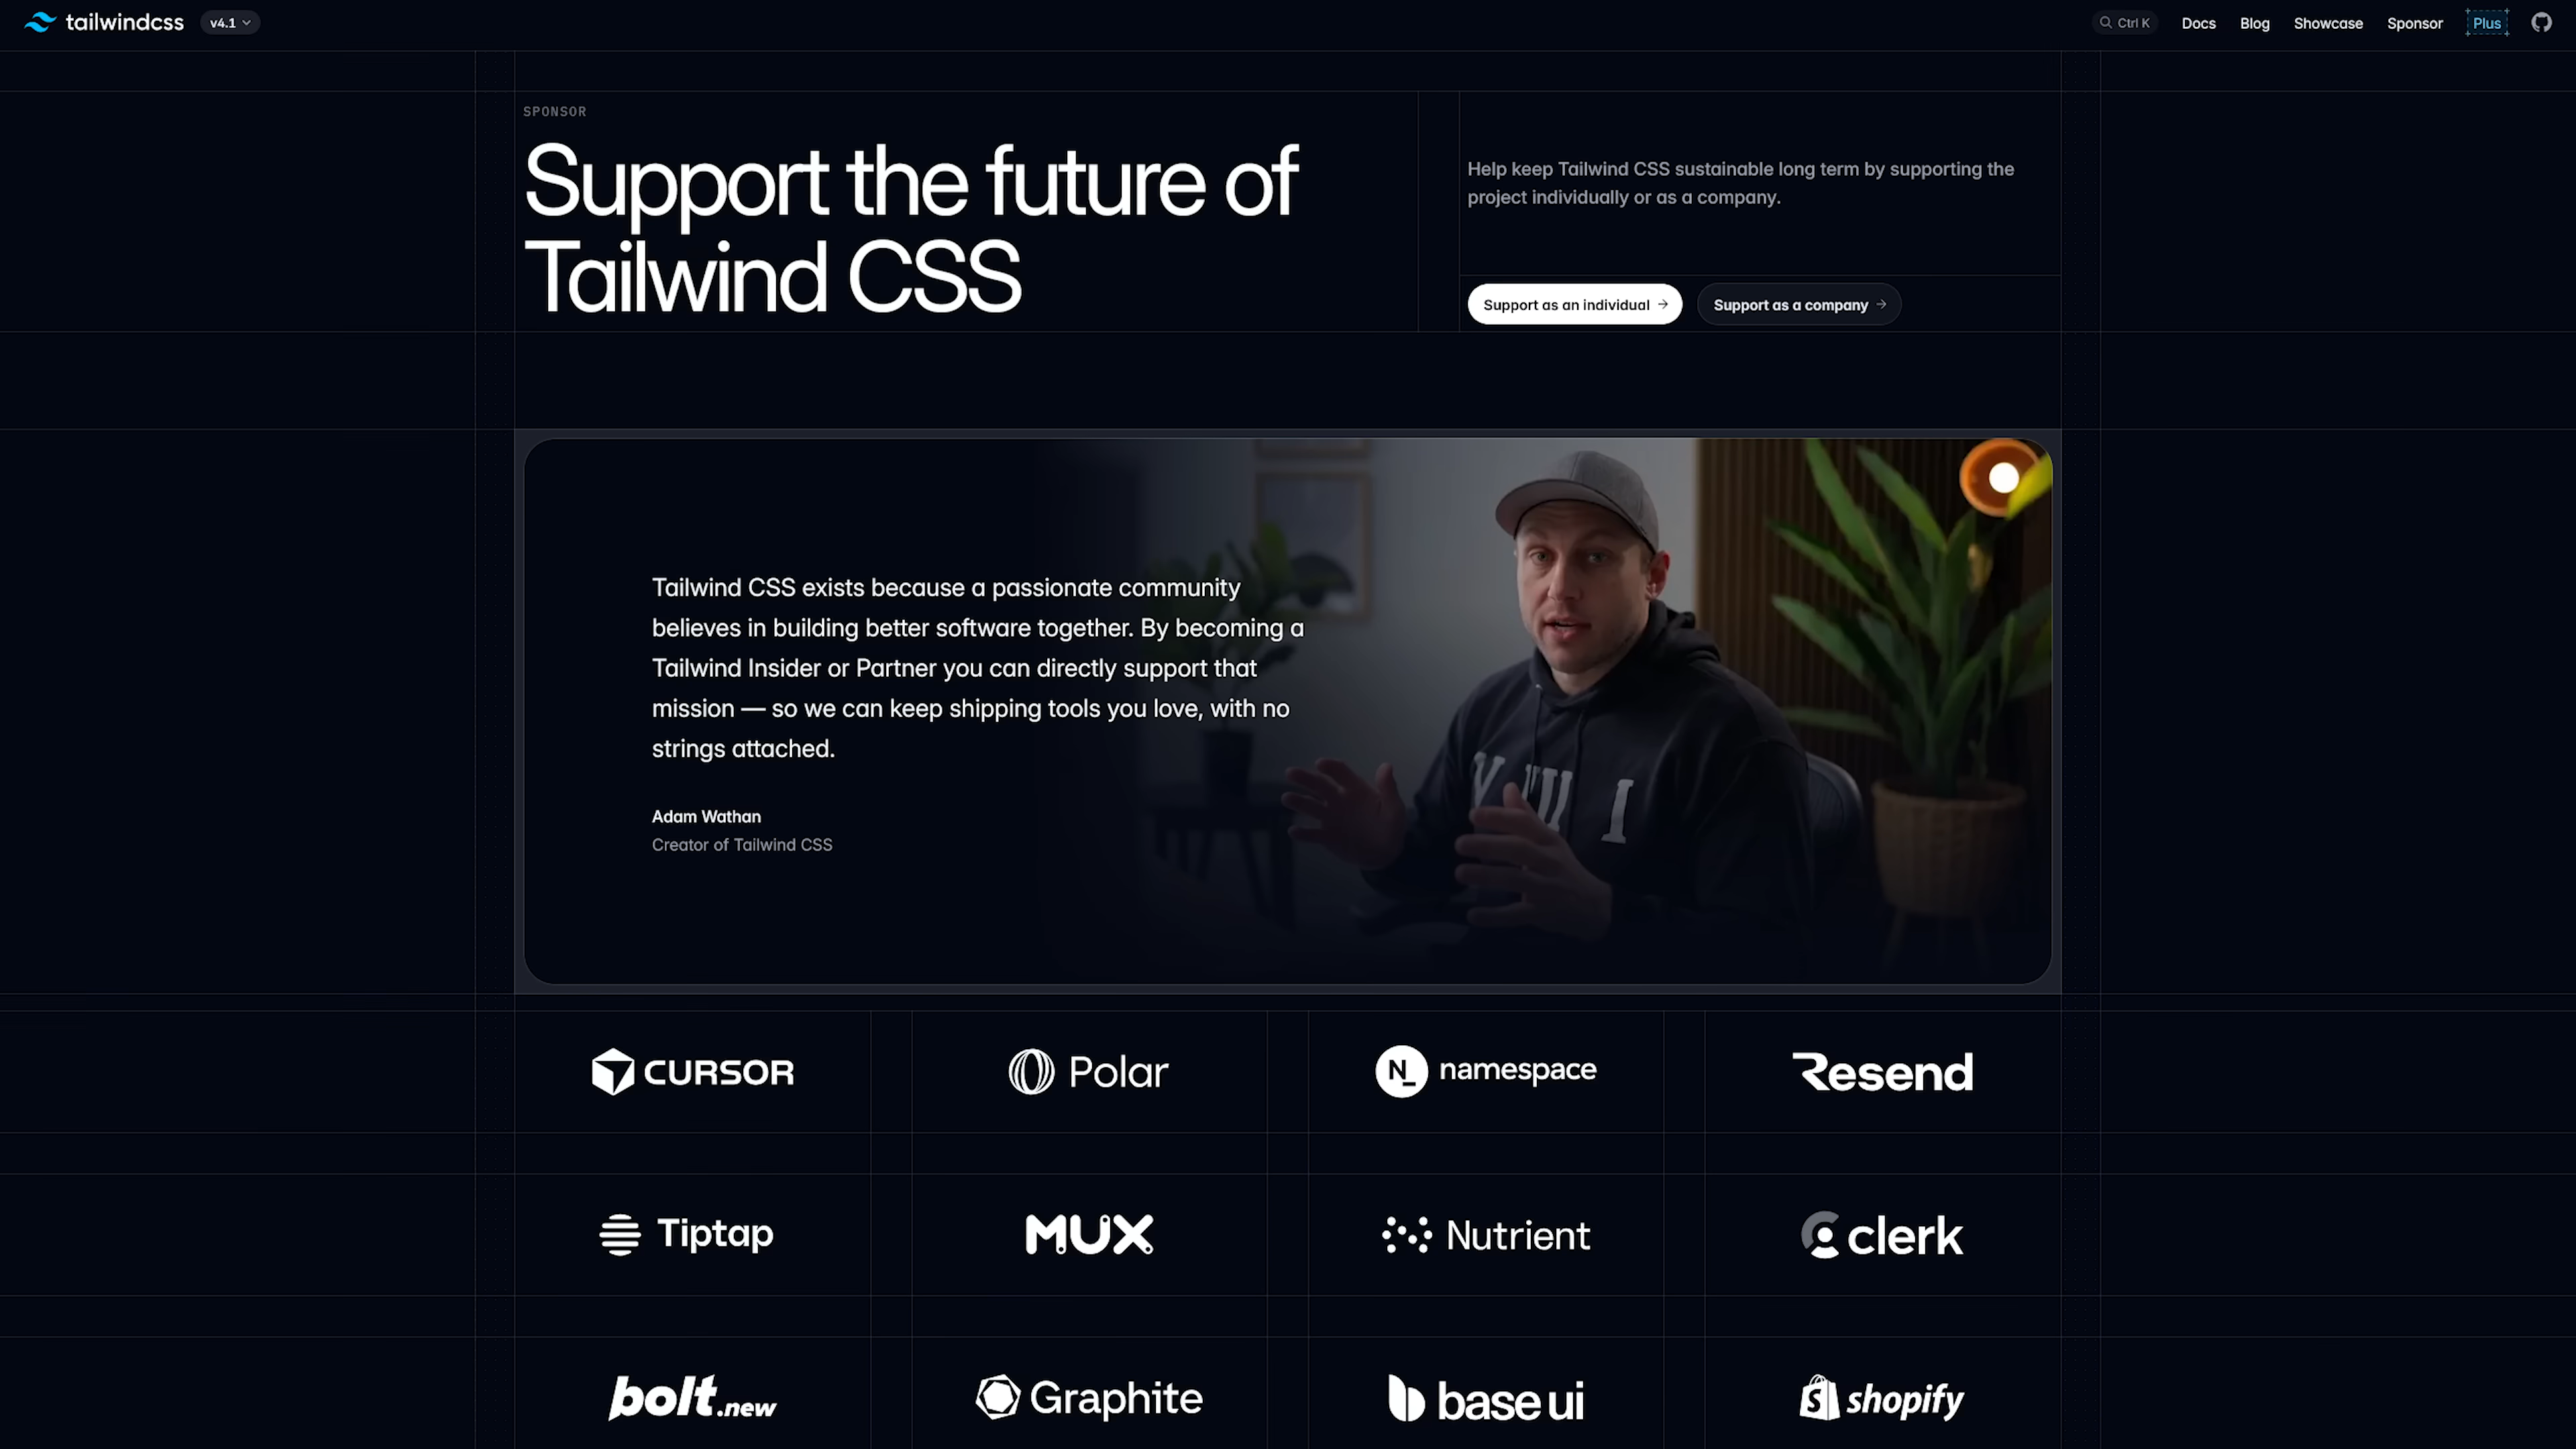 tailwindcss v4.1
Ctrl K Docs Blog Showcase Sponsor Plus
SPONSOR
Support the future of
Tailwind CSS
Help keep Tailwind CSS sustainable long term by supporting the
project individually or as a company.
Support as an individual → Support as a company →
Tailwind CSS exists because a passionate community
believes in building better software together. By becoming a
Tailwind Insider or Partner you can directly support that
mission — so we can keep shipping tools you love, with no
strings attached.
Adam Wathan
Creator of Tailwind CSS
CURSOR Polar N_ namespace Resend
Tiptap MUX Nutrient clerk
bolt.new Graphite base ui S shopify